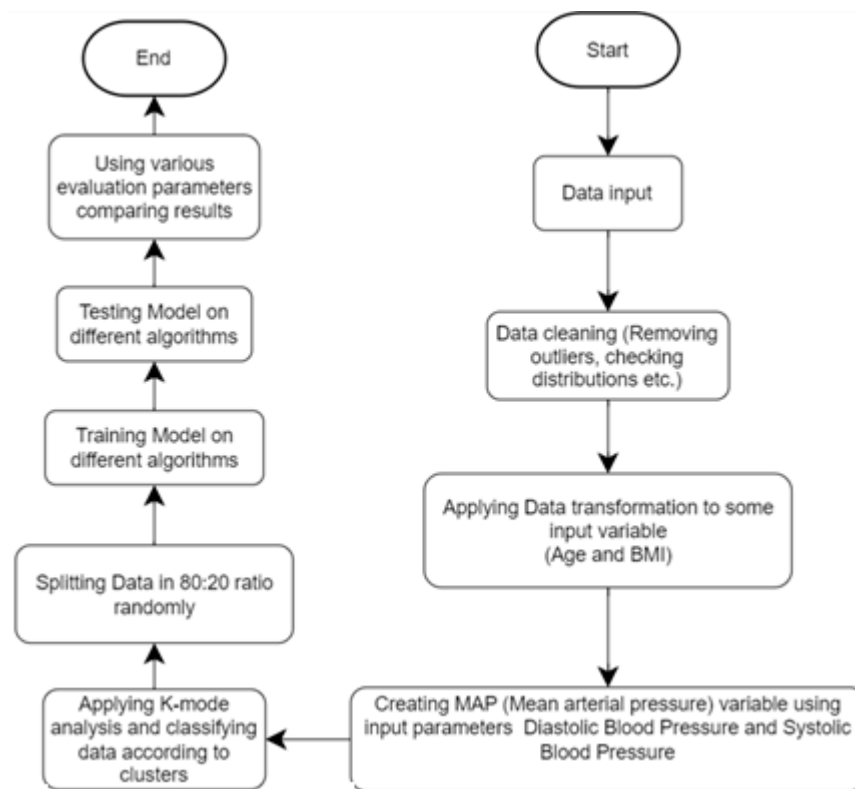 Start
Data input
Data cleaning (Removing
outliers, checking
distributions etc.)
Applying Data transformation to some
input variable
(Age and BMI)
Creating MAP (Mean arterial pressure) variable using
input parameters  Diastolic Blood Pressure and Systolic
Blood Pressure
Applying K-mode
analysis and classifying
data according to
clusters
Splitting Data in 80:20 ratio
randomly
Training Model on
different algorithms
Testing Model on
different algorithms
Using various
evaluation parameters
comparing results
End